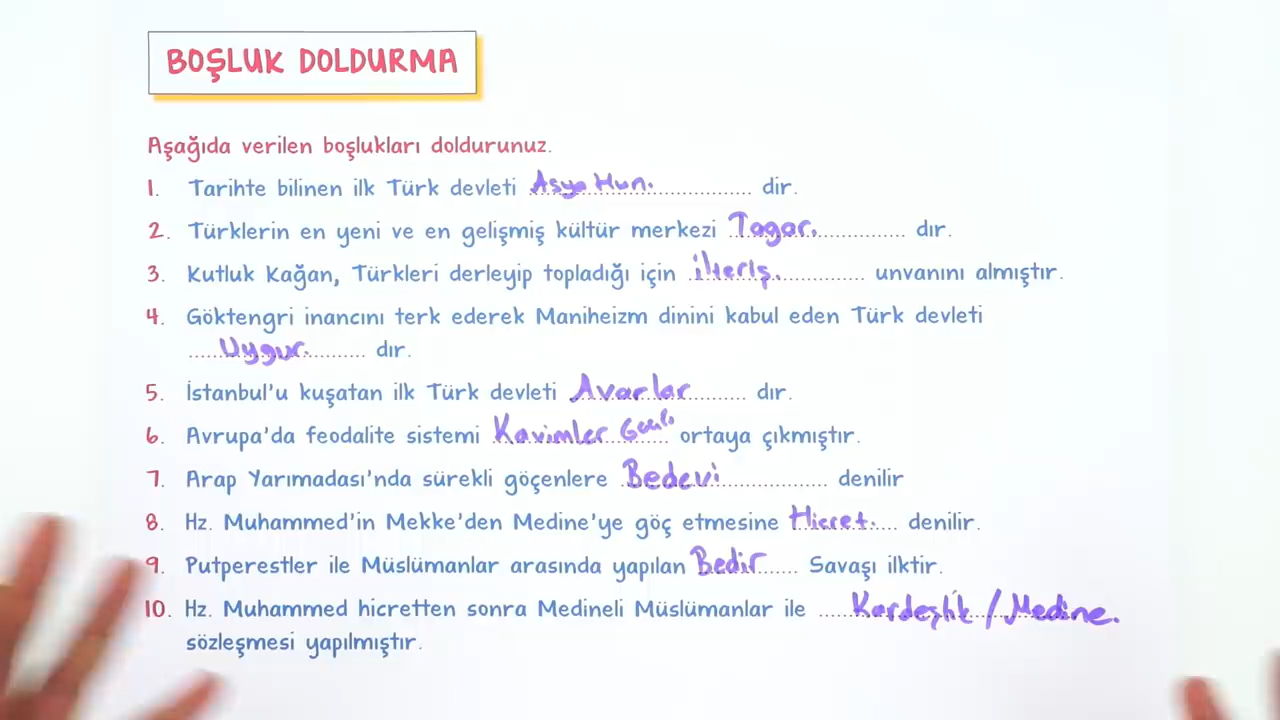 BOŞLUK DOLDURMA
Aşağıda verilen boşlukları doldurunuz.
1. Tarihte bilinen ilk Türk devleti Asya Hun. dir.
2. Türklerin en yeni ve en gelişmiş kültür merkezi Tagar. dır.
3. Kutluk Kağan, Türkleri derleyip topladığı için ilteriş. unvanını almıştır.
4. Göktengri inancını terk ederek Maniheizm dinini kabul eden Türk devleti
Uygur. dır.
5. İstanbul'u kuşatan ilk Türk devleti Avarlar dır.
6. Avrupa'da feodalite sistemi Kavimler ortaya çıkmıştır.
7. Arap Yarımadası'nda sürekli göçenlere Bedevi denilir
8. Hz. Muhammed'in Mekke'den Medine'ye göç etmesine Hicret. denilir.
9. Putperestler ile Müslümanlar arasında yapılan Bedir Savaşı ilktir.
10. Hz. Muhammed hicretten sonra Medineli Müslümanlar ile Kardeşlik / Medine.
sözleşmesi yapılmıştır.